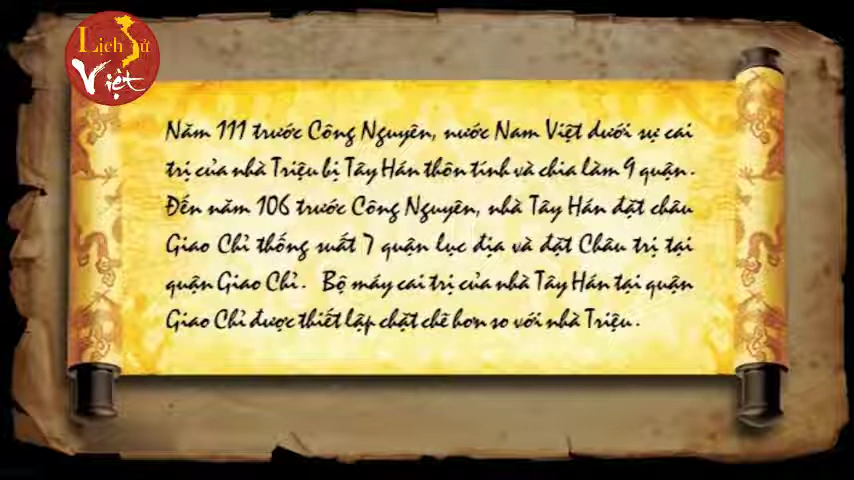 Lịch Sử
Việt
Năm 111 trước Công Nguyên, nước Nam Việt dưới sự cai
trị của nhà Triệu bị Tây Hán thôn tính và chia làm 9 quận.
Đến năm 106 trước Công Nguyên, nhà Tây Hán đặt châu
Giao Chỉ thống suất 7 quận lục địa và đặt Châu trị tại
quận Giao Chỉ. Bộ máy cai trị của nhà Tây Hán tại quận
Giao Chỉ được thiết lập chặt chẽ hơn so với nhà Triệu.